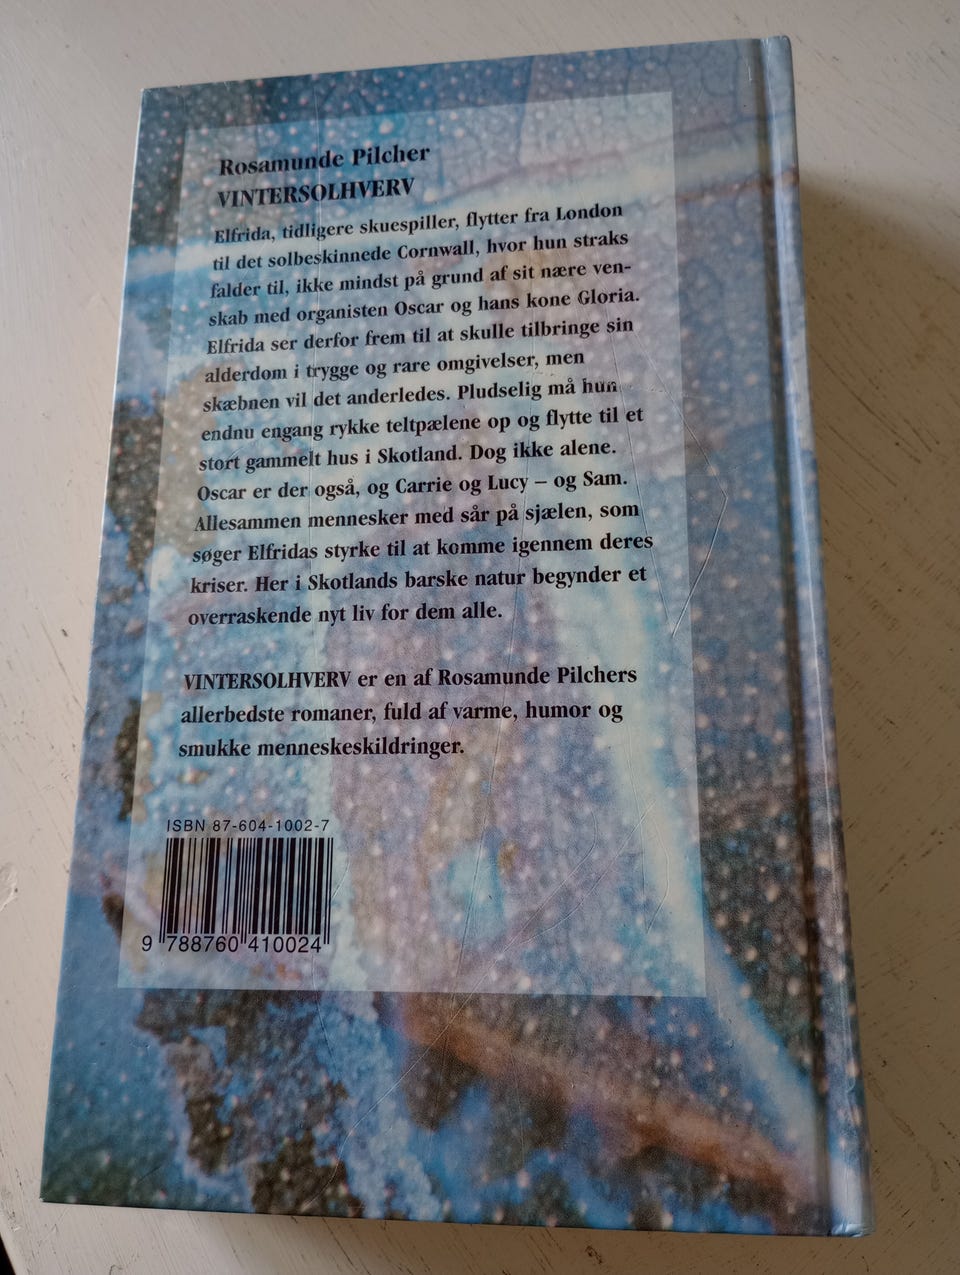 Rosamunde Pilcher
VINTERSOLHVERV
Elfrida, tidligere skuespiller, flytter fra London
til det solbeskinnede Cornwall, hvor hun straks
falder til, ikke mindst på grund af sit nære ven-
skab med organisten Oscar og hans kone Gloria.
Elfrida ser derfor frem til at skulle tilbringe sin
alderdom i trygge og rare omgivelser, men
skæbnen vil det anderledes. Pludselig må hun
endnu engang rykke teltpælene op og flytte til et
stort gammelt hus i Skotland. Dog ikke alene.
Oscar er der også, og Carrie og Lucy – og Sam.
Allesammen mennesker med sår på sjælen, som
søger Elfridas styrke til at komme igennem deres
kriser. Her i Skotlands barske natur begynder et
overraskende nyt liv for dem alle.
VINTERSOLHVERV er en af Rosamunde Pilchers
allerbedste romaner, fuld af varme, humor og
smukke menneskeskildringer.
ISBN 87-604-1002-7
9 788760 410024